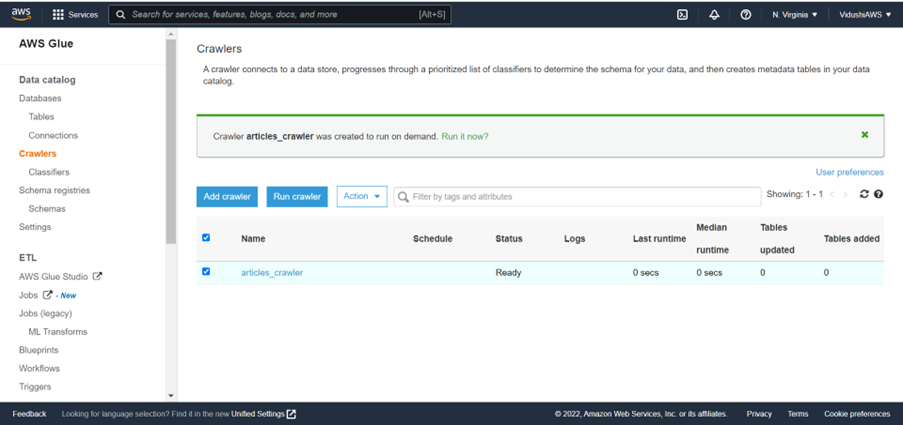 aws
Services
Search for services, features, blogs, docs, and more
[Alt+S]
N. Virginia
VidushiAWS
AWS Glue
Data catalog
Databases
Tables
Connections
Crawlers
Classifiers
Schema registries
Schemas
Settings
ETL
AWS Glue Studio
Jobs - New
Jobs (legacy)
ML Transforms
Blueprints
Workflows
Triggers
Crawlers
A crawler connects to a data store, progresses through a prioritized list of classifiers to determine the schema for your data, and then creates metadata tables in your data
catalog.
Crawler articles_crawler was created to run on demand. Run it now?
User preferences
Add crawler
Run crawler
Action
Filter by tags and attributes
Showing: 1 - 1
Name Schedule Status Logs Last runtime Median runtime Tables updated Tables added
articles_crawler Ready 0 secs 0 secs 0 0
Feedback
Looking for language selection? Find it in the new Unified Settings
© 2022, Amazon Web Services, Inc. or its affiliates.
Privacy
Terms
Cookie preferences